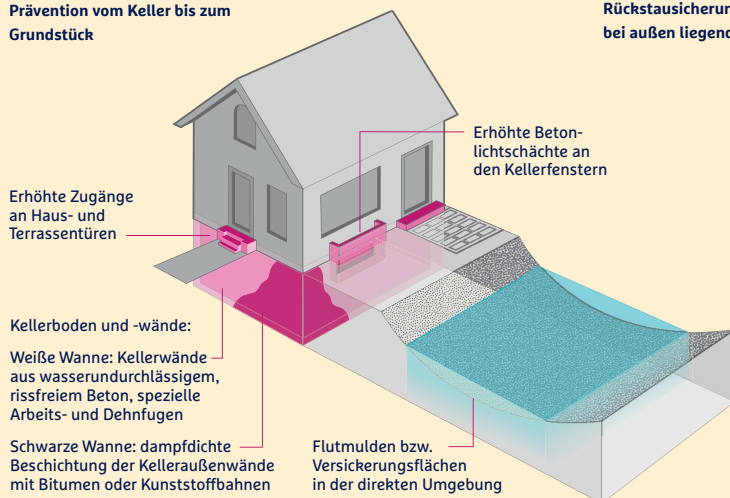 Prävention vom Keller bis zum
Grundstück
bei außen
Erhöhte Beton-
lichtschächte an
den Kellerfenstern
Erhöhte Zugänge
an Haus- und
Terrassentüren
Kellerboden und -wände:
Weiße Wanne: Kellerwände
aus wasserundurchlässigem,
rissfreiem Beton, spezielle
Arbeits- und Dehnfugen
Schwarze Wanne: dampfdichte
Beschichtung der Kelleraußenwände
mit Bitumen oder Kunststoffbahnen
Flutmulden bzw.
Versickerungsflächen
in der direkten Umgebung